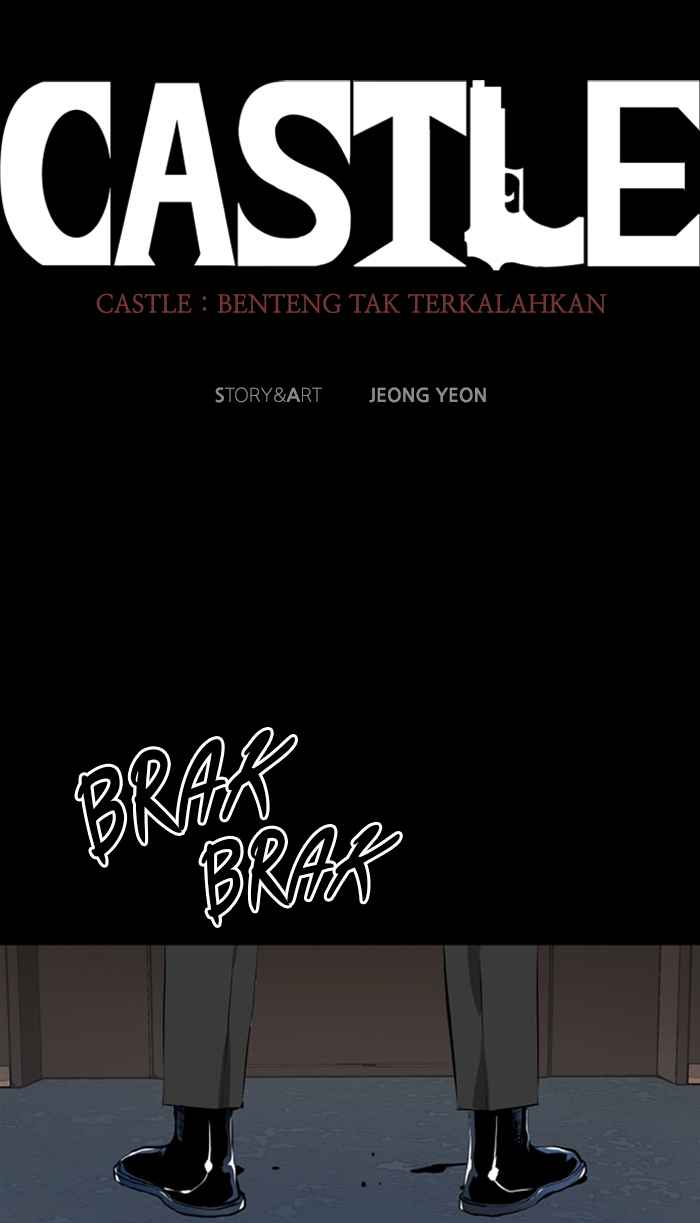 CASTLE
CASTLE : BENTENG TAK TERKALAHKAN
STORY&ART JEONG YEON
BRAK
BRAK